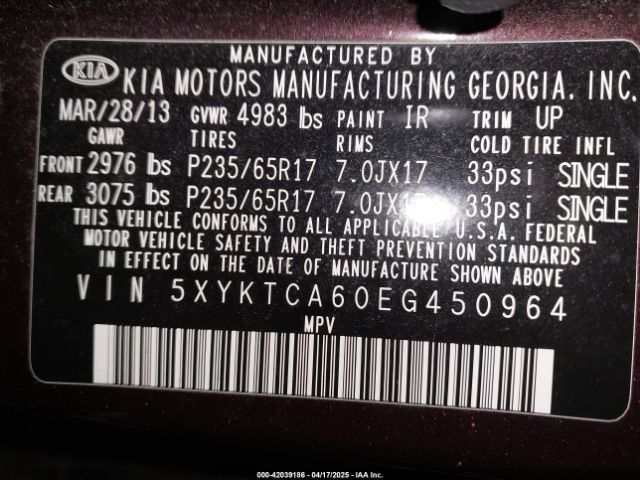 MANUFACTURED BY
KIA KIA MOTORS MANUFACTURING GEORGIA, INC.
MAR/28/13 GVWR 4983 lbs PAINT IR TRIM UP
GAWR TIRES RIMS COLD TIRE INFL
FRONT 2976 lbs P235/65R17 7.0JX17 33psi SINGLE
REAR 3075 lbs P235/65R17 33psi SINGLE
THIS VEHICLE CONFORMS TO ALL APPLICABLE U.S.A. FEDERAL
MOTOR VEHICLE SAFETY AND THEFT PREVENTION STANDARDS
IN EFFECT ON THE DATE OF MANUFACTURE SHOWN ABOVE
VIN 5XYKTCA60EG450964
MPV
000-42039186 - 04/17/2025 - IAA Inc.